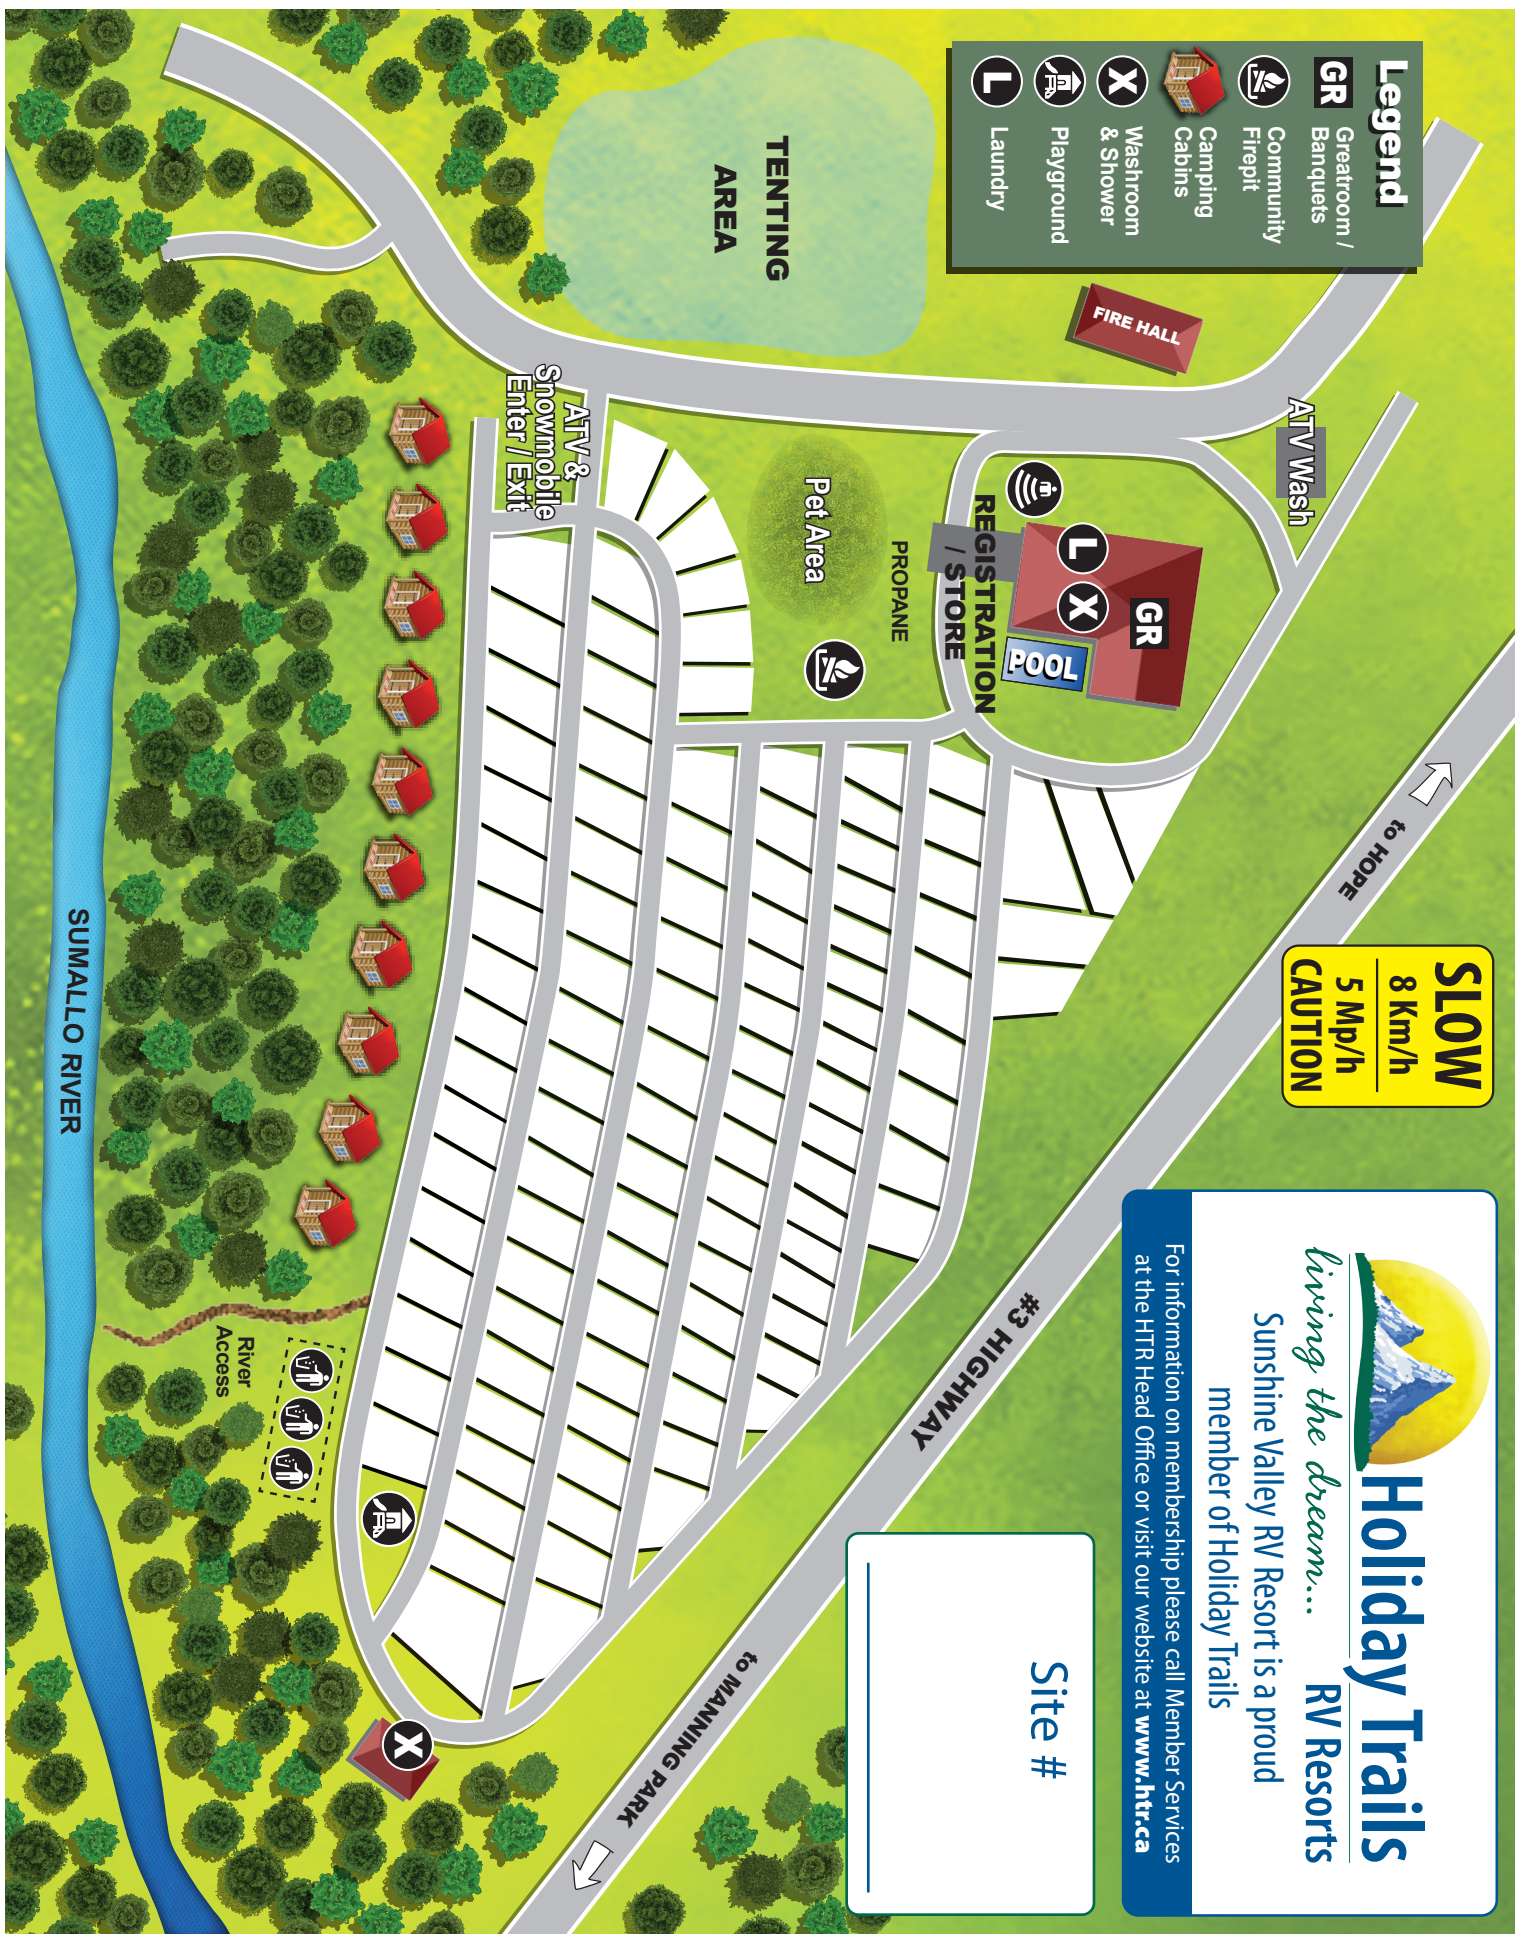 Legend
GR
Greatroom /
Banquets
Community
Firepit
Camping
Cabins
X
Washroom
& Shower
Playground
L
Laundry
TENTING
AREA
FIRE HALL
ATV Wash
ATV &
Snowmobile
Enter / Exit
Pet Area
PROPANE
REGISTRATION
/ STORE
L
X
GR
POOL
to HOPE
SLOW
8 Km/h
5 Mp/h
CAUTION
#3 HIGHWAY
to MANNING PARK
SUMALLO RIVER
River
Access
X
Holiday Trails
living the dream...
RV Resorts
Sunshine Valley RV Resort is a proud
member of Holiday Trails
For information on membership please call Member Services
at the HTR Head Office or visit our website at www.htr.ca
Site #